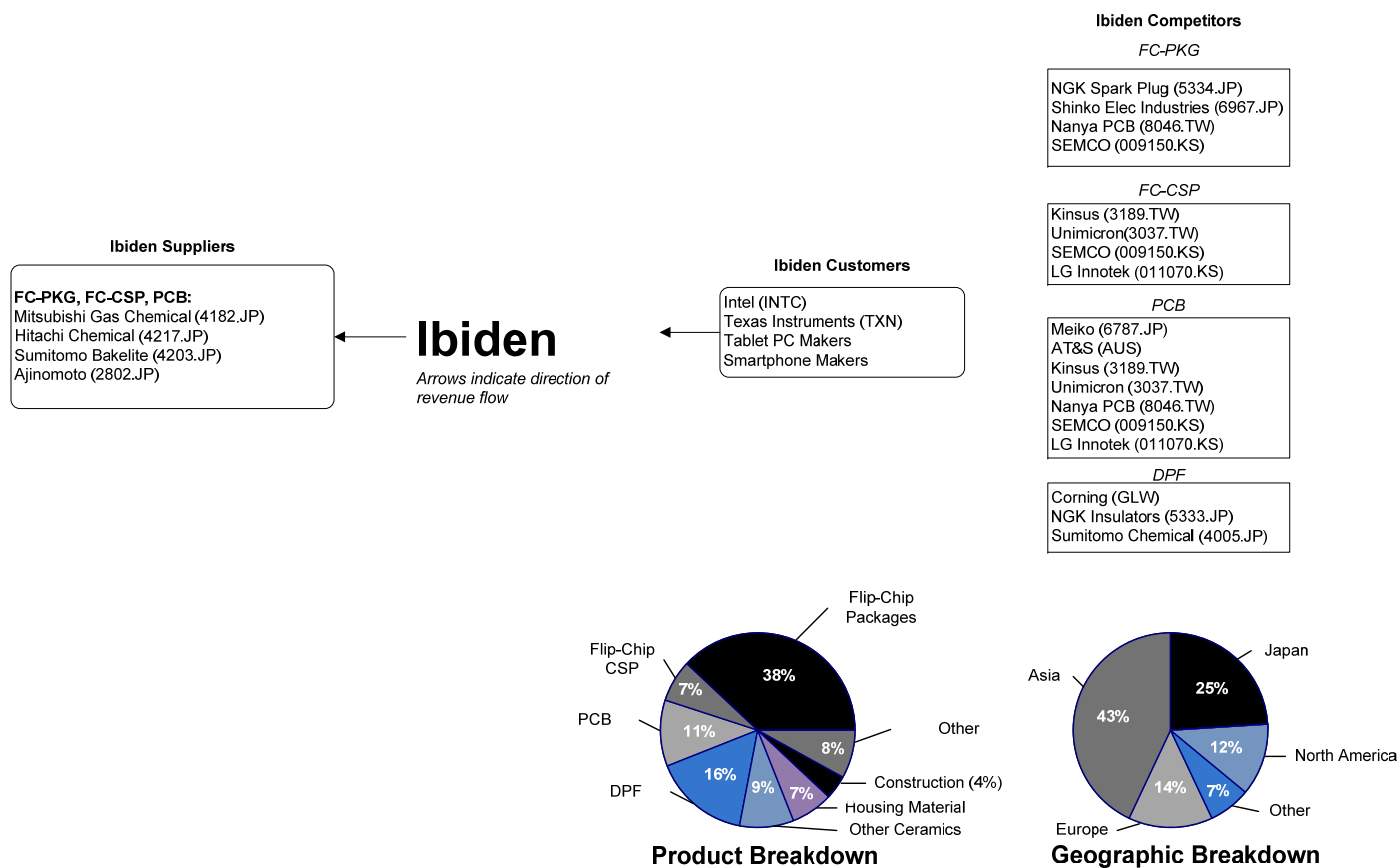 Ibiden Competitors
FC-PKG
NGK Spark Plug (5334.JP)
Shinko Elec Industries (6967.JP)
Nanya PCB (8046.TW)
SEMCO (009150.KS)
FC-CSP
Kinsus (3189.TW)
Unimicron(3037.TW)
SEMCO (009150.KS)
LG Innotek (011070.KS)
Ibiden Suppliers
FC-PKG, FC-CSP, PCB:
Mitsubishi Gas Chemical (4182.JP)
Hitachi Chemical (4217.JP)
Sumitomo Bakelite (4203.JP)
Ajinomoto (2802.JP)
Ibiden
Arrows indicate direction of
revenue flow
Ibiden Customers
Intel (INTC)
Texas Instruments (TXN)
Tablet PC Makers
Smartphone Makers
PCB
Meiko (6787.JP)
AT&S (AUS)
Kinsus (3189.TW)
Unimicron (3037.TW)
Nanya PCB (8046.TW)
SEMCO (009150.KS)
LG Innotek (011070.KS)
DPF
Corning (GLW)
NGK Insulators (5333.JP)
Sumitomo Chemical (4005.JP)
Flip-Chip
Packages
38%
Flip-Chip
CSP
7%
PCB
11%
DPF
16%
9%
Other Ceramics
7%
Housing Material
Construction (4%)
8%
Other
Product Breakdown
Japan
25%
Asia
43%
12%
North America
7%
Other
14%
Europe
Geographic Breakdown